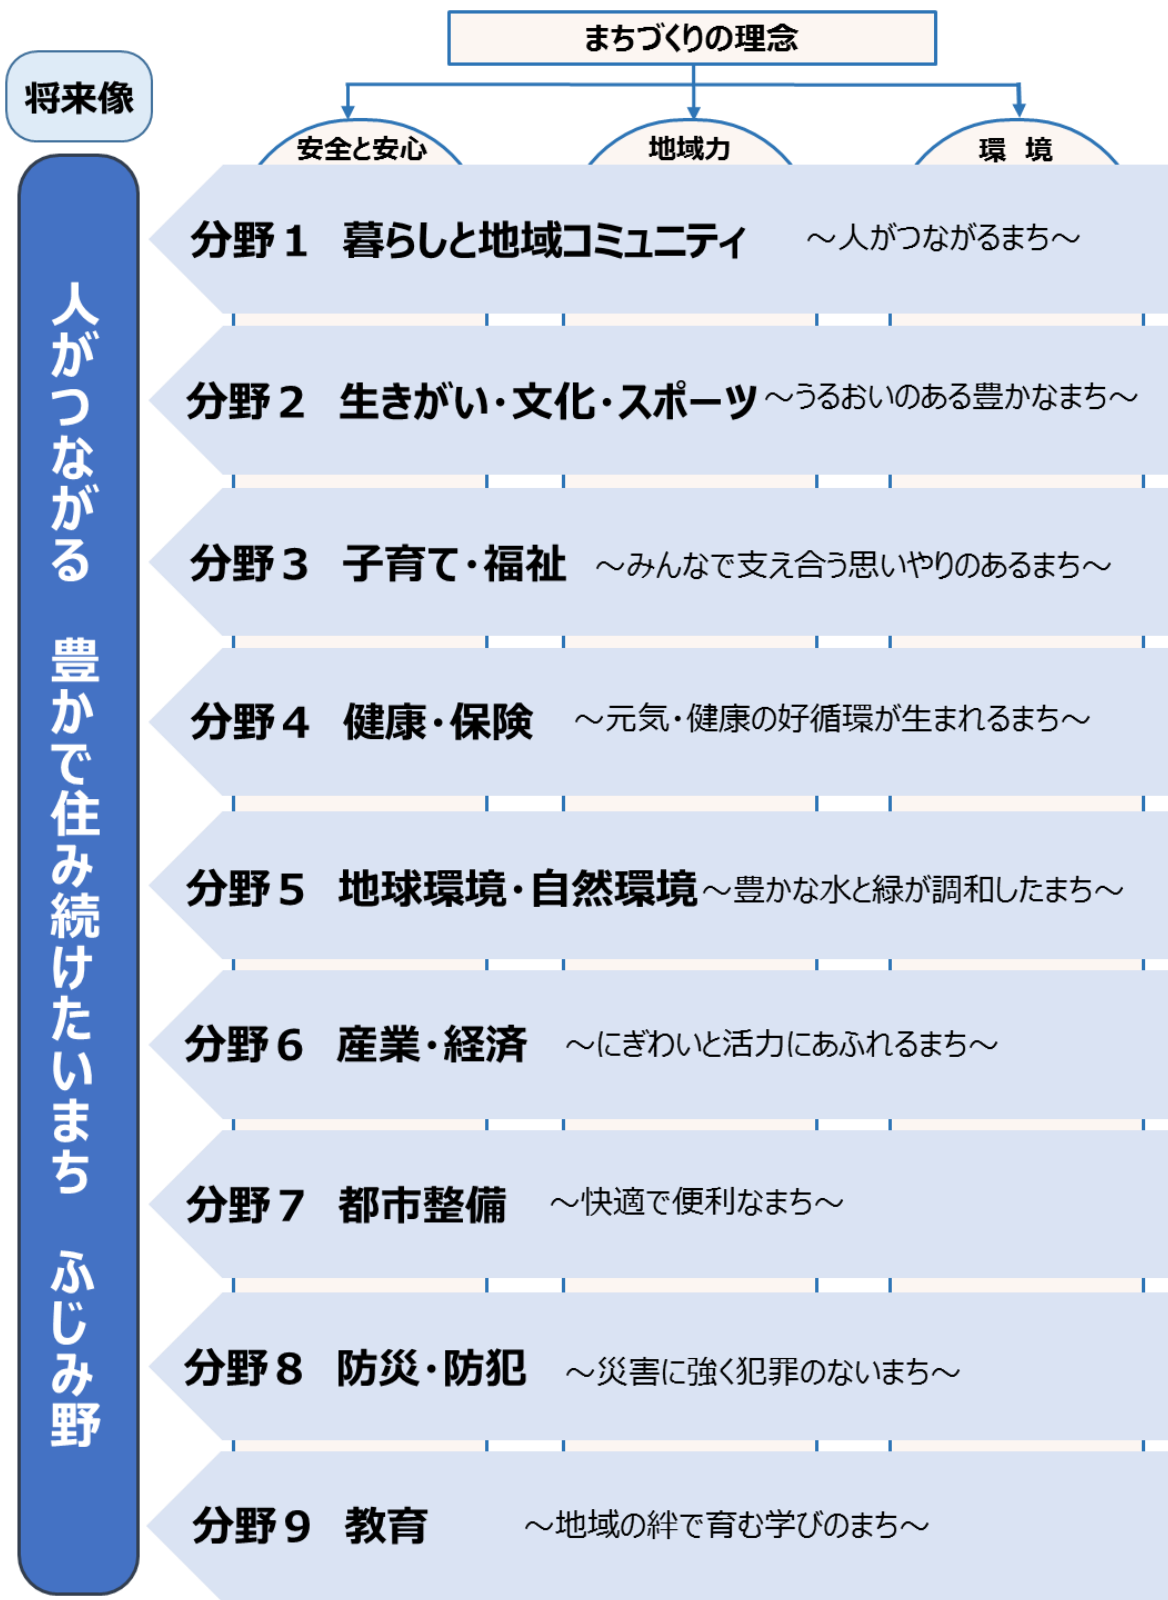 まちづくりの理念
将来像
安全と安心
地域力
環 境
人がつながる 豊かで住み続けたいまち ふじみ野
分野１ 暮らしと地域コミュニティ ～人がつながるまち～
分野２ 生きがい・文化・スポーツ ～うるおいのある豊かなまち～
分野３ 子育て・福祉 ～みんなで支え合う思いやりのあるまち～
分野４ 健康・保険 ～元気・健康の好循環が生まれるまち～
分野５ 地球環境・自然環境 ～豊かな水と緑が調和したまち～
分野６ 産業・経済 ～にぎわいと活力にあふれるまち～
分野７ 都市整備 ～快適で便利なまち～
分野８ 防災・防犯 ～災害に強く犯罪のないまち～
分野９ 教育 ～地域の絆で育む学びのまち～